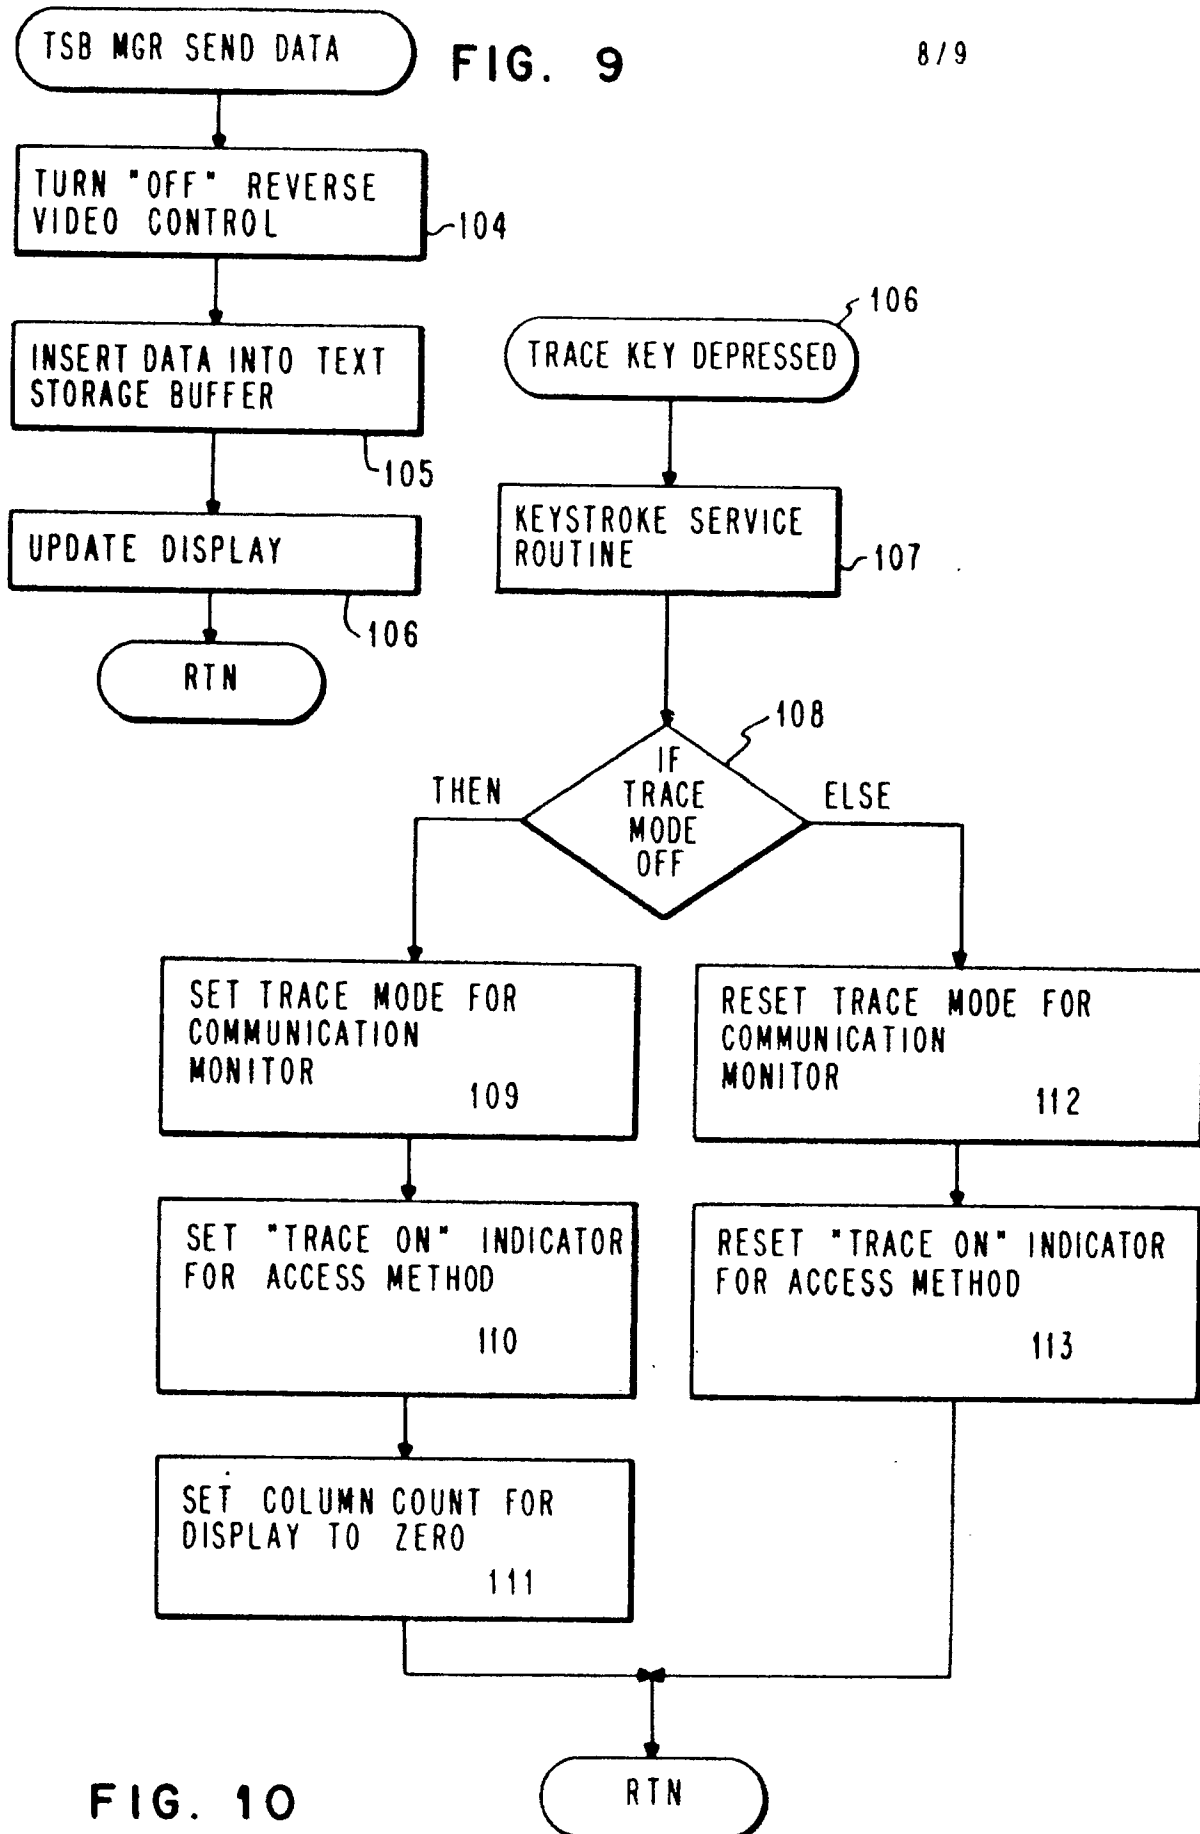 TSB MGR SEND DATA
FIG. 9
8/9
TURN "OFF" REVERSE
VIDEO CONTROL
104
INSERT DATA INTO TEXT
STORAGE BUFFER
105
UPDATE DISPLAY
106
RTN
106
TRACE KEY DEPRESSED
KEYSTROKE SERVICE
ROUTINE
107
108
IF
TRACE
MODE
OFF
THEN
ELSE
SET TRACE MODE FOR
COMMUNICATION
MONITOR
109
RESET TRACE MODE FOR
COMMUNICATION
MONITOR
112
SET "TRACE ON" INDICATOR
FOR ACCESS METHOD
110
RESET "TRACE ON" INDICATOR
FOR ACCESS METHOD
113
SET COLUMN COUNT FOR
DISPLAY TO ZERO
111
RTN
FIG. 10